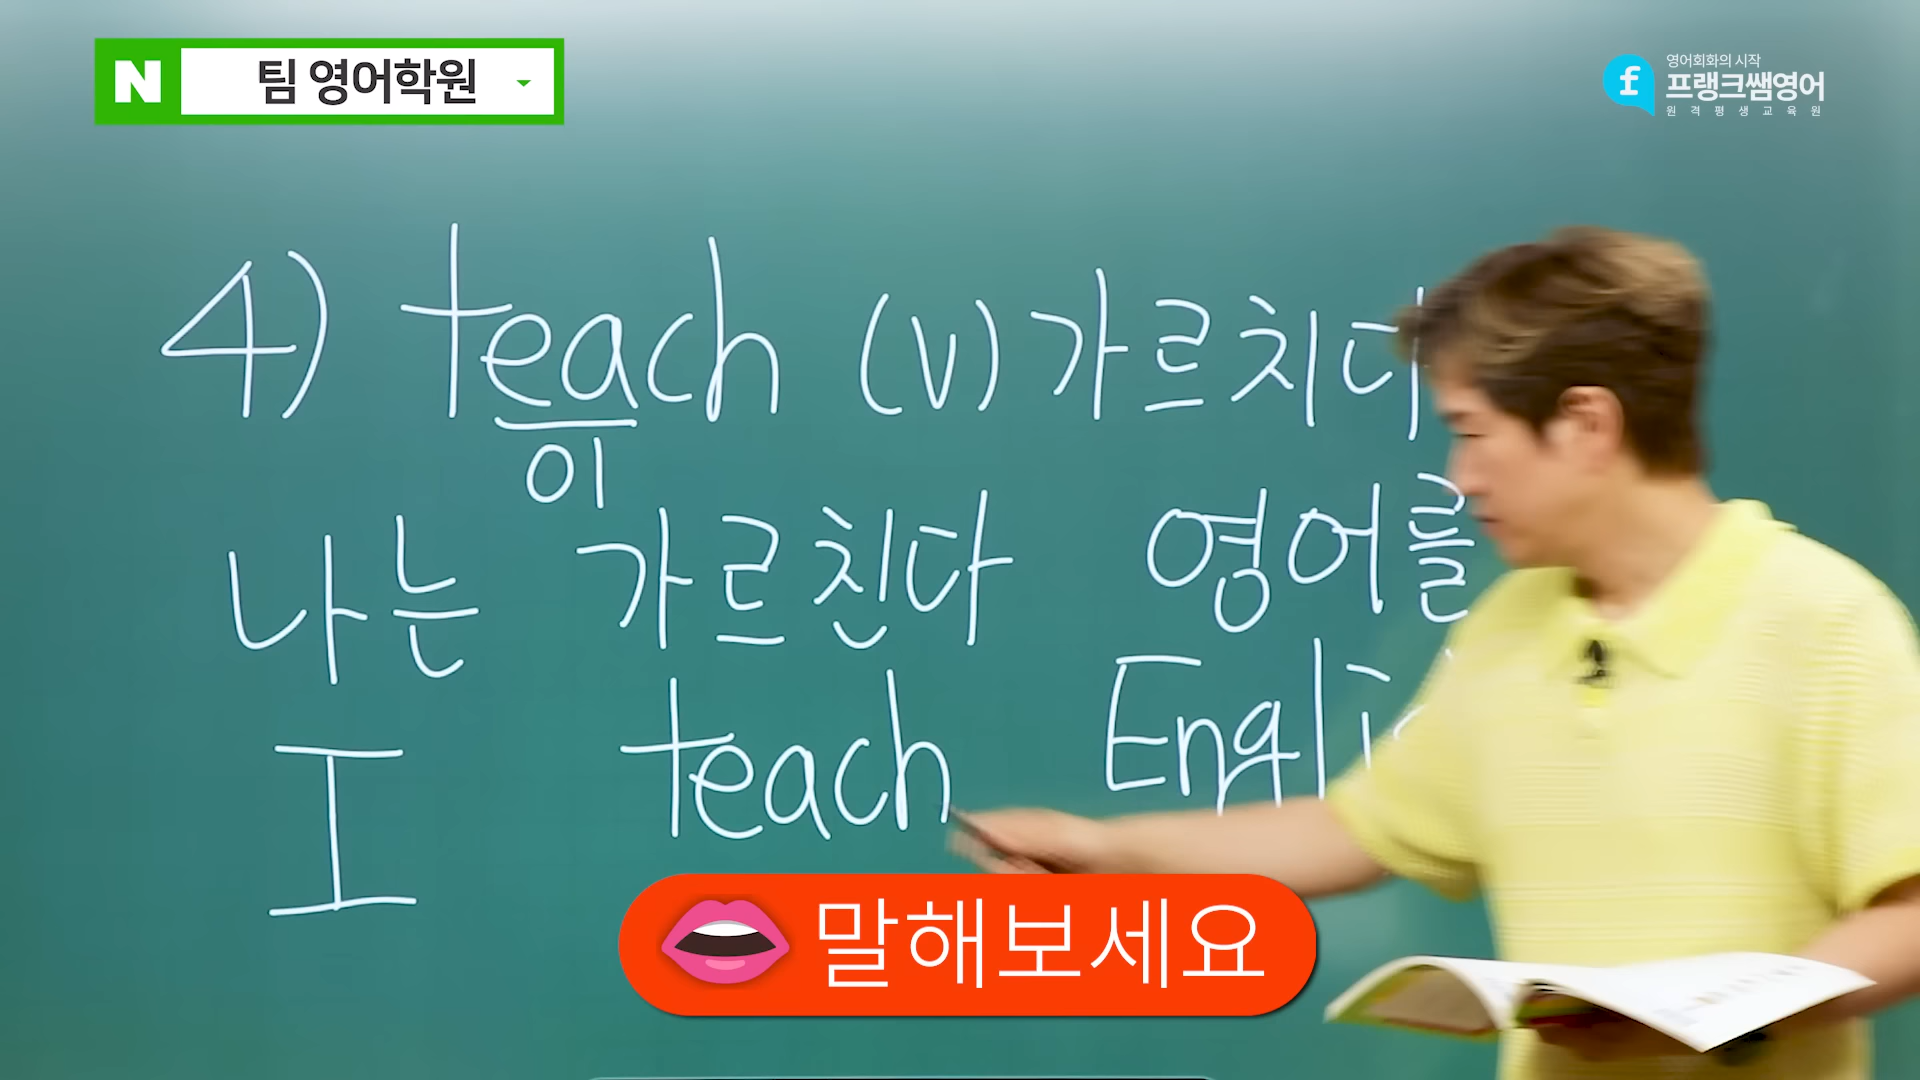 N 팀 영어학원
영어회화의 시작
f 프랭크쌤영어
원격평생교육원
4) teach (v) 가르치다
이
나는 가르친다 영어를
I teach Engli
말해보세요